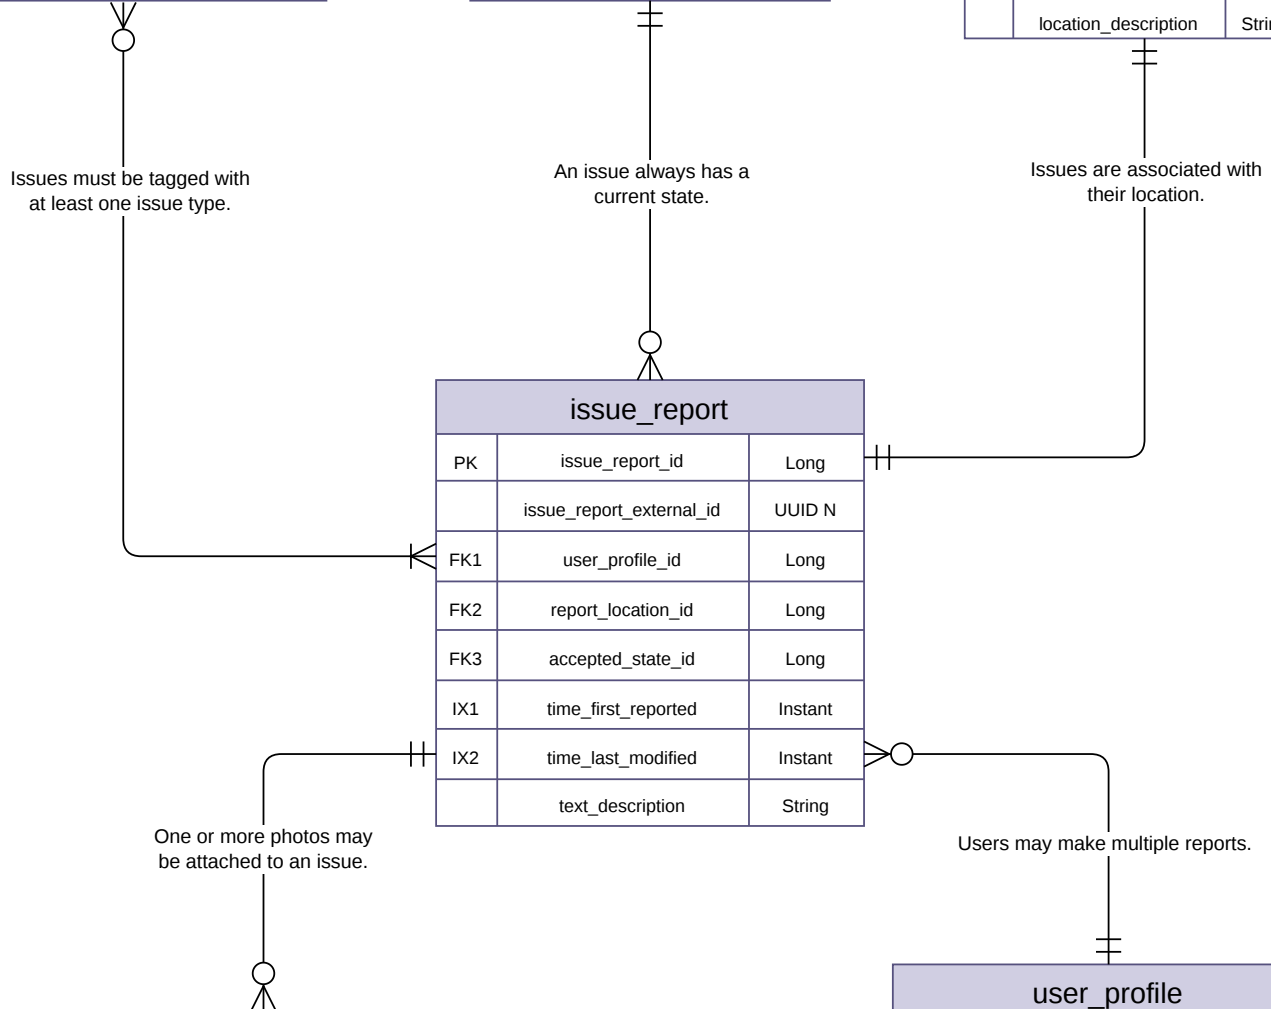 location_description
Issues must be tagged with
at least one issue type.
An issue always has a
current state.
Issues are associated with
their location.
issue_report
PK issue_report_id Long
issue_report_external_id UUID N
FK1 user_profile_id Long
FK2 report_location_id Long
FK3 accepted_state_id Long
IX1 time_first_reported Instant
IX2 time_last_modified Instant
text_description String
One or more photos may
be attached to an issue.
Users may make multiple reports.
user_profile